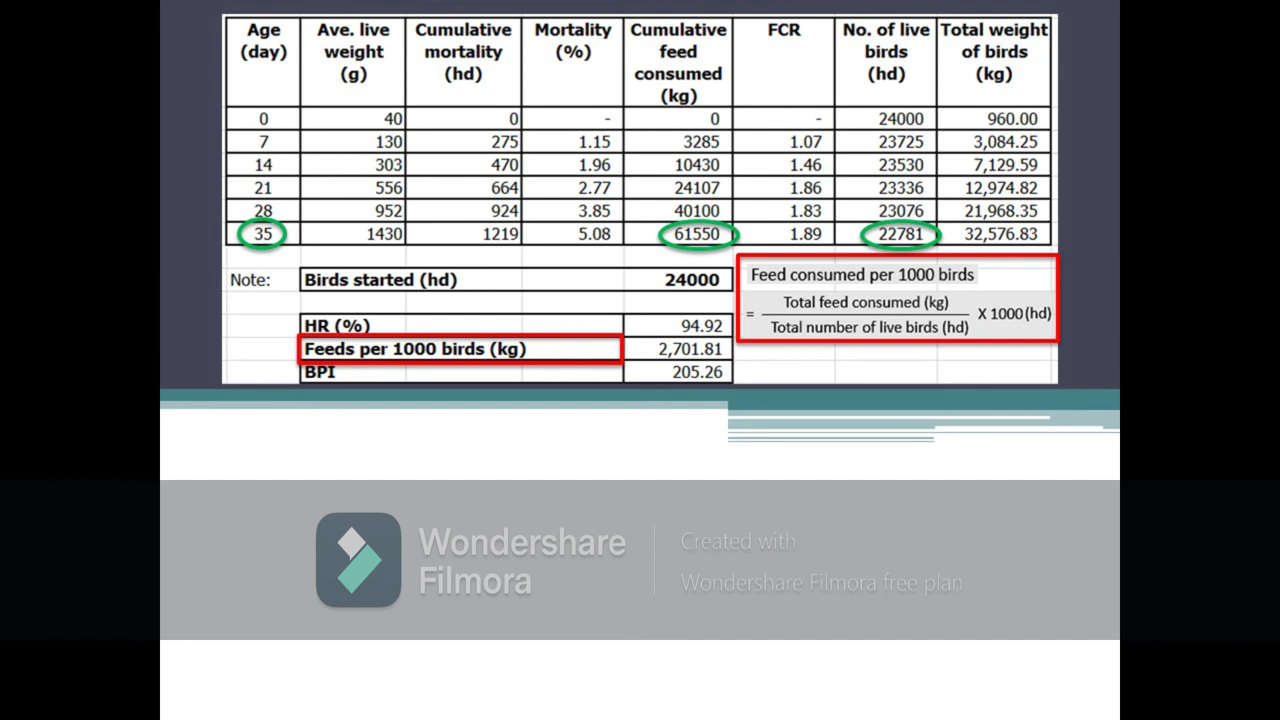 Age (day) Ave. live weight (g) Cumulative mortality (hd) Mortality (%) Cumulative feed consumed (kg) FCR No. of live birds (hd) Total weight of birds (kg)
0 40 0 - 0 - 24000 960.00
7 130 275 1.15 3285 1.07 23725 3,084.25
14 303 470 1.96 10430 1.46 23530 7,129.59
21 556 664 2.77 24107 1.86 23336 12,974.82
28 952 924 3.85 40100 1.83 23076 21,968.35
35 1430 1219 5.08 61550 1.89 22781 32,576.83
Note: Birds started (hd) 24000
HR (%) 94.92
Feeds per 1000 birds (kg) 2,701.81
BPI 205.26
Feed consumed per 1000 birds
= Total feed consumed (kg)
Total number of live birds (hd) X 1000 (hd)
Wondershare
Filmora
Created with
Wondershare Filmora free plan